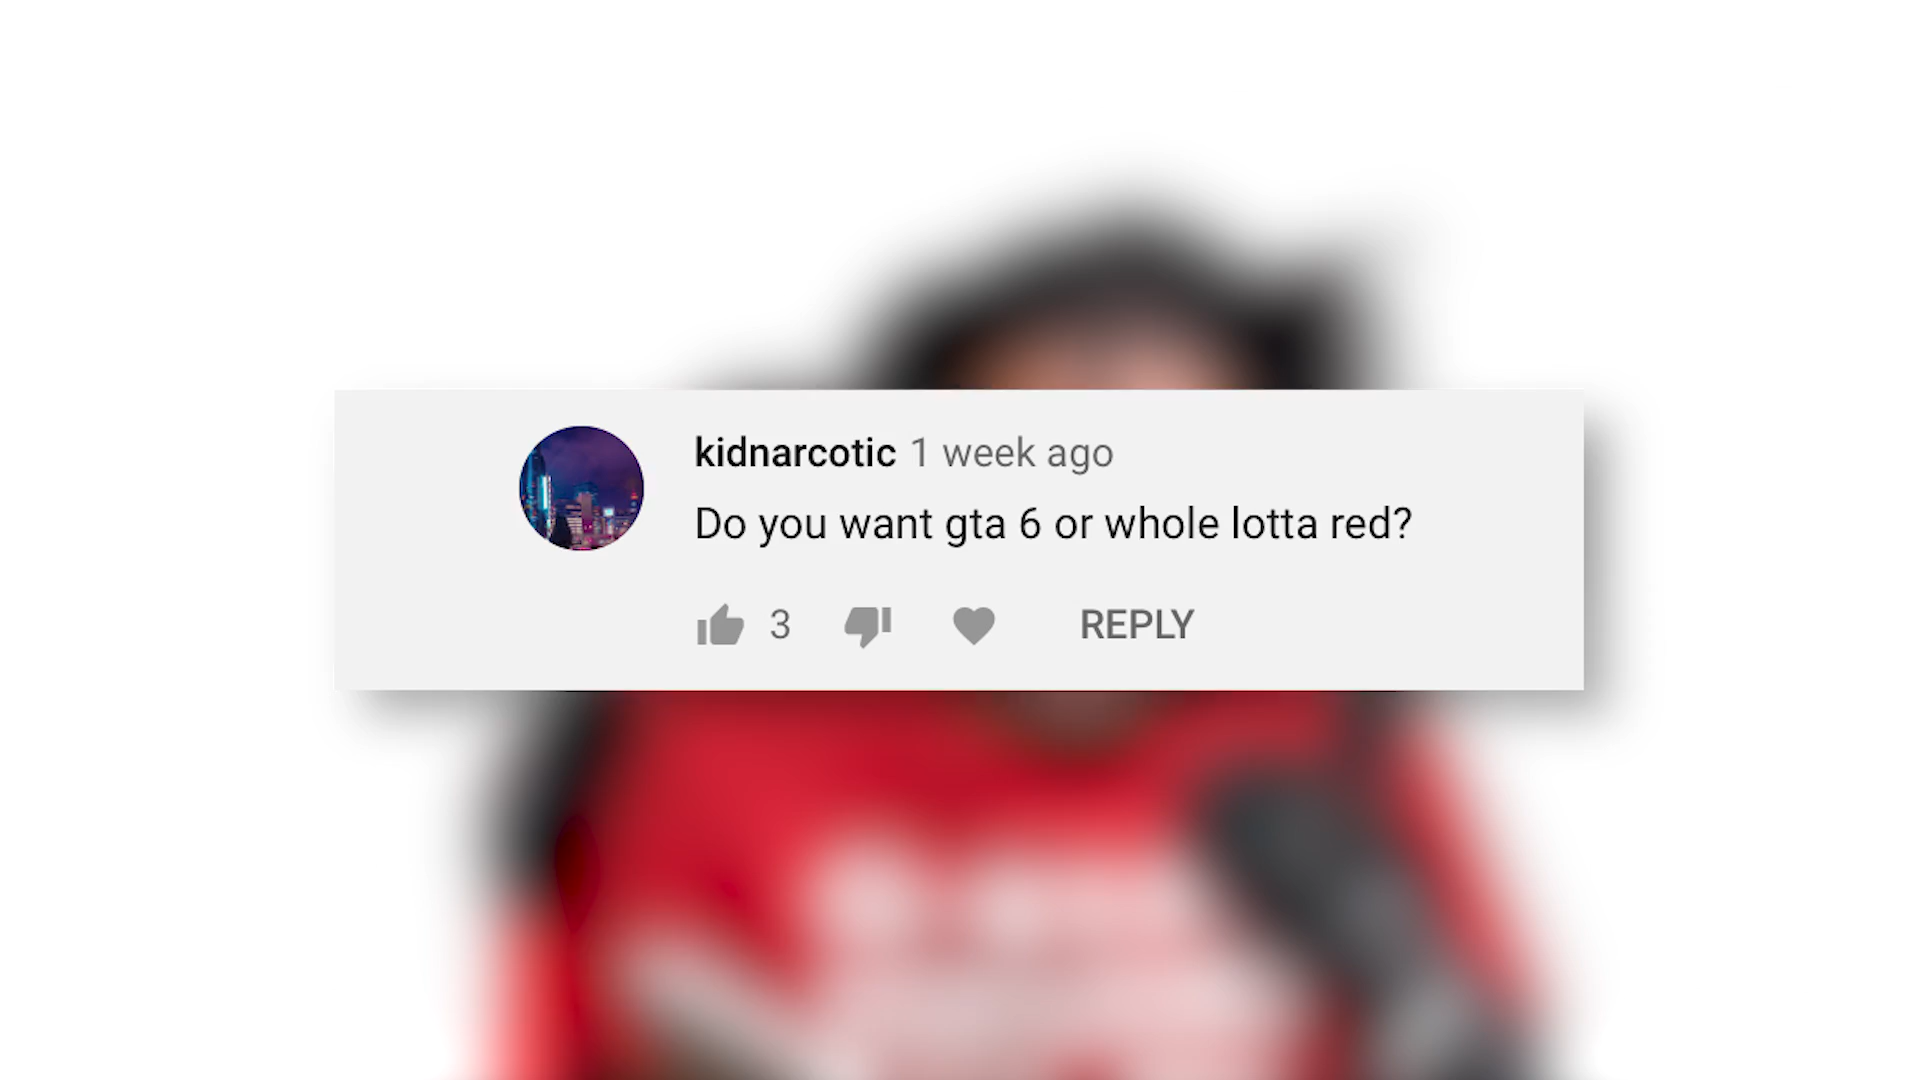 kidnarcotic 1 week ago
Do you want gta 6 or whole lotta red?
3 REPLY